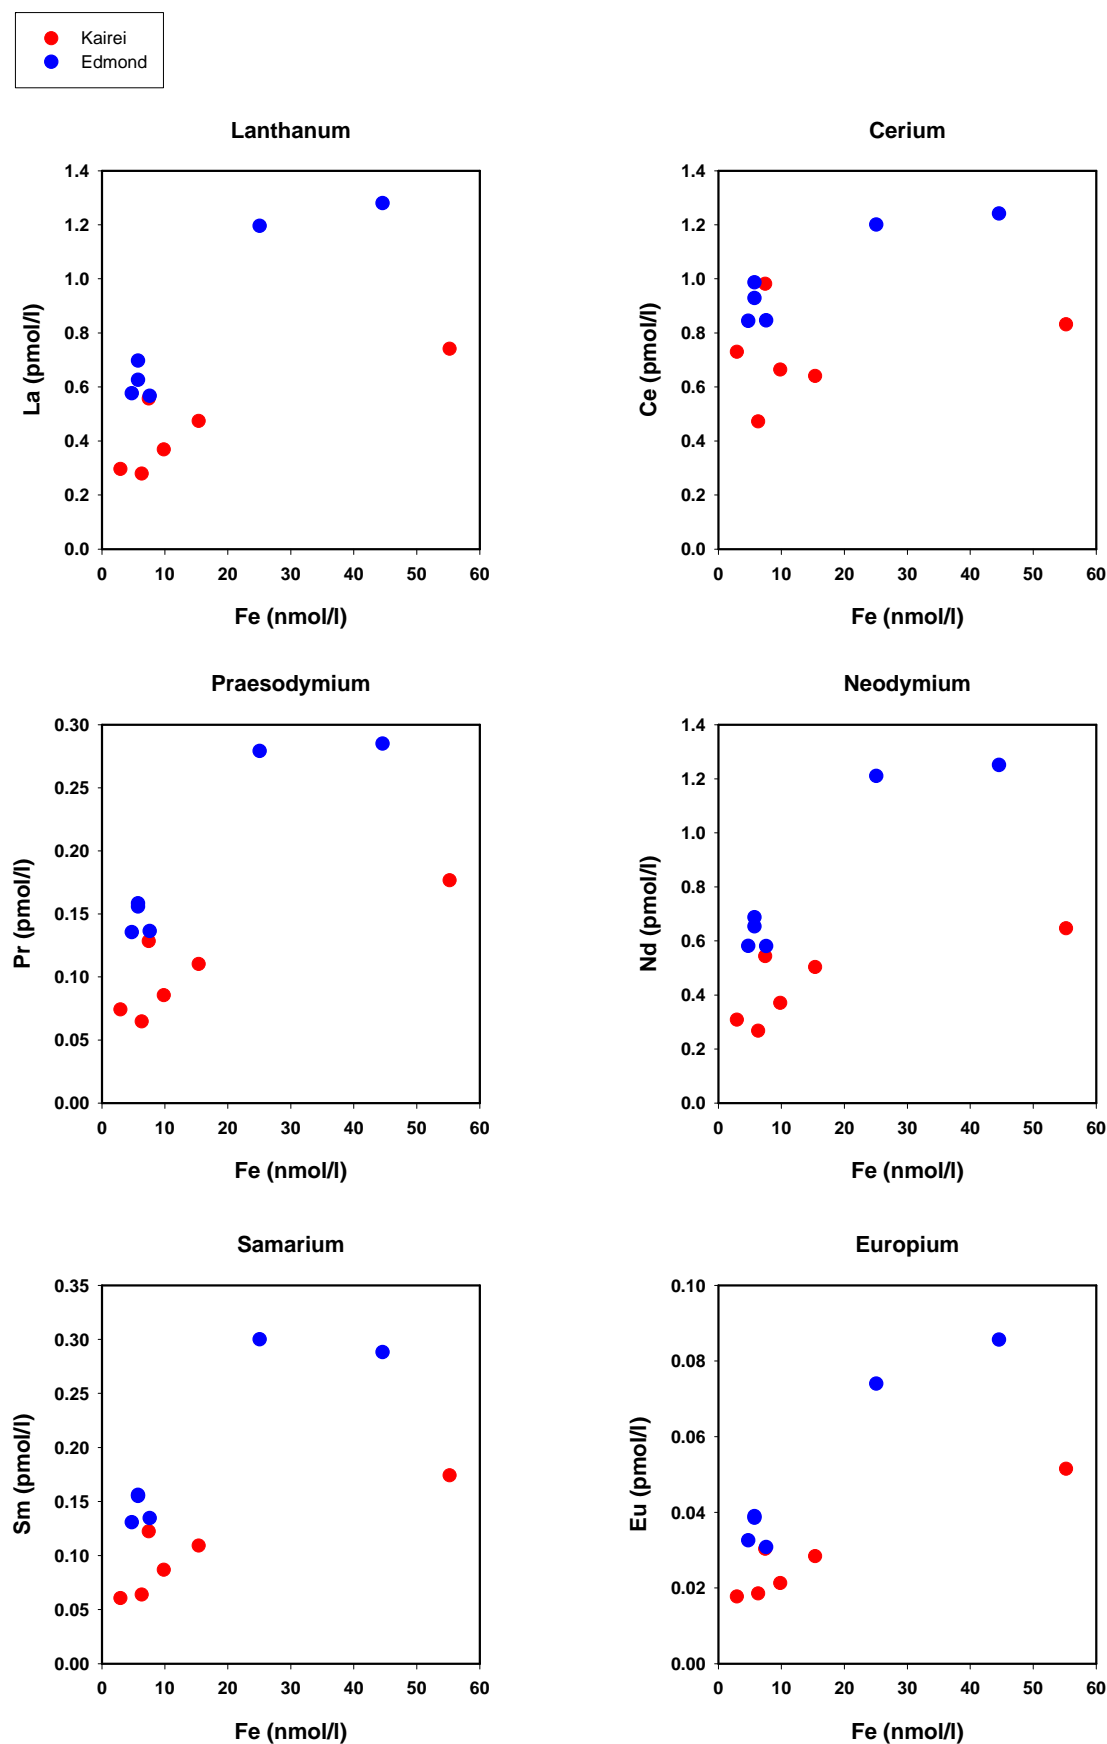 Kairei
Edmond
Lanthanum
1.4
1.2
1.0
0.8
0.6
0.4
0.2
0.0
La (pmol/l)
0 10 20 30 40 50 60
Fe (nmol/l)
Cerium
1.4
1.2
1.0
0.8
0.6
0.4
0.2
0.0
Ce (pmol/l)
0 10 20 30 40 50 60
Fe (nmol/l)
Praesodymium
0.30
0.25
0.20
0.15
0.10
0.05
0.00
Pr (pmol/l)
0 10 20 30 40 50 60
Fe (nmol/l)
Neodymium
1.4
1.2
1.0
0.8
0.6
0.4
0.2
0.0
Nd (pmol/l)
0 10 20 30 40 50 60
Fe (nmol/l)
Samarium
0.35
0.30
0.25
0.20
0.15
0.10
0.05
0.00
Sm (pmol/l)
0 10 20 30 40 50 60
Fe (nmol/l)
Europium
0.10
0.08
0.06
0.04
0.02
0.00
Eu (pmol/l)
0 10 20 30 40 50 60
Fe (nmol/l)